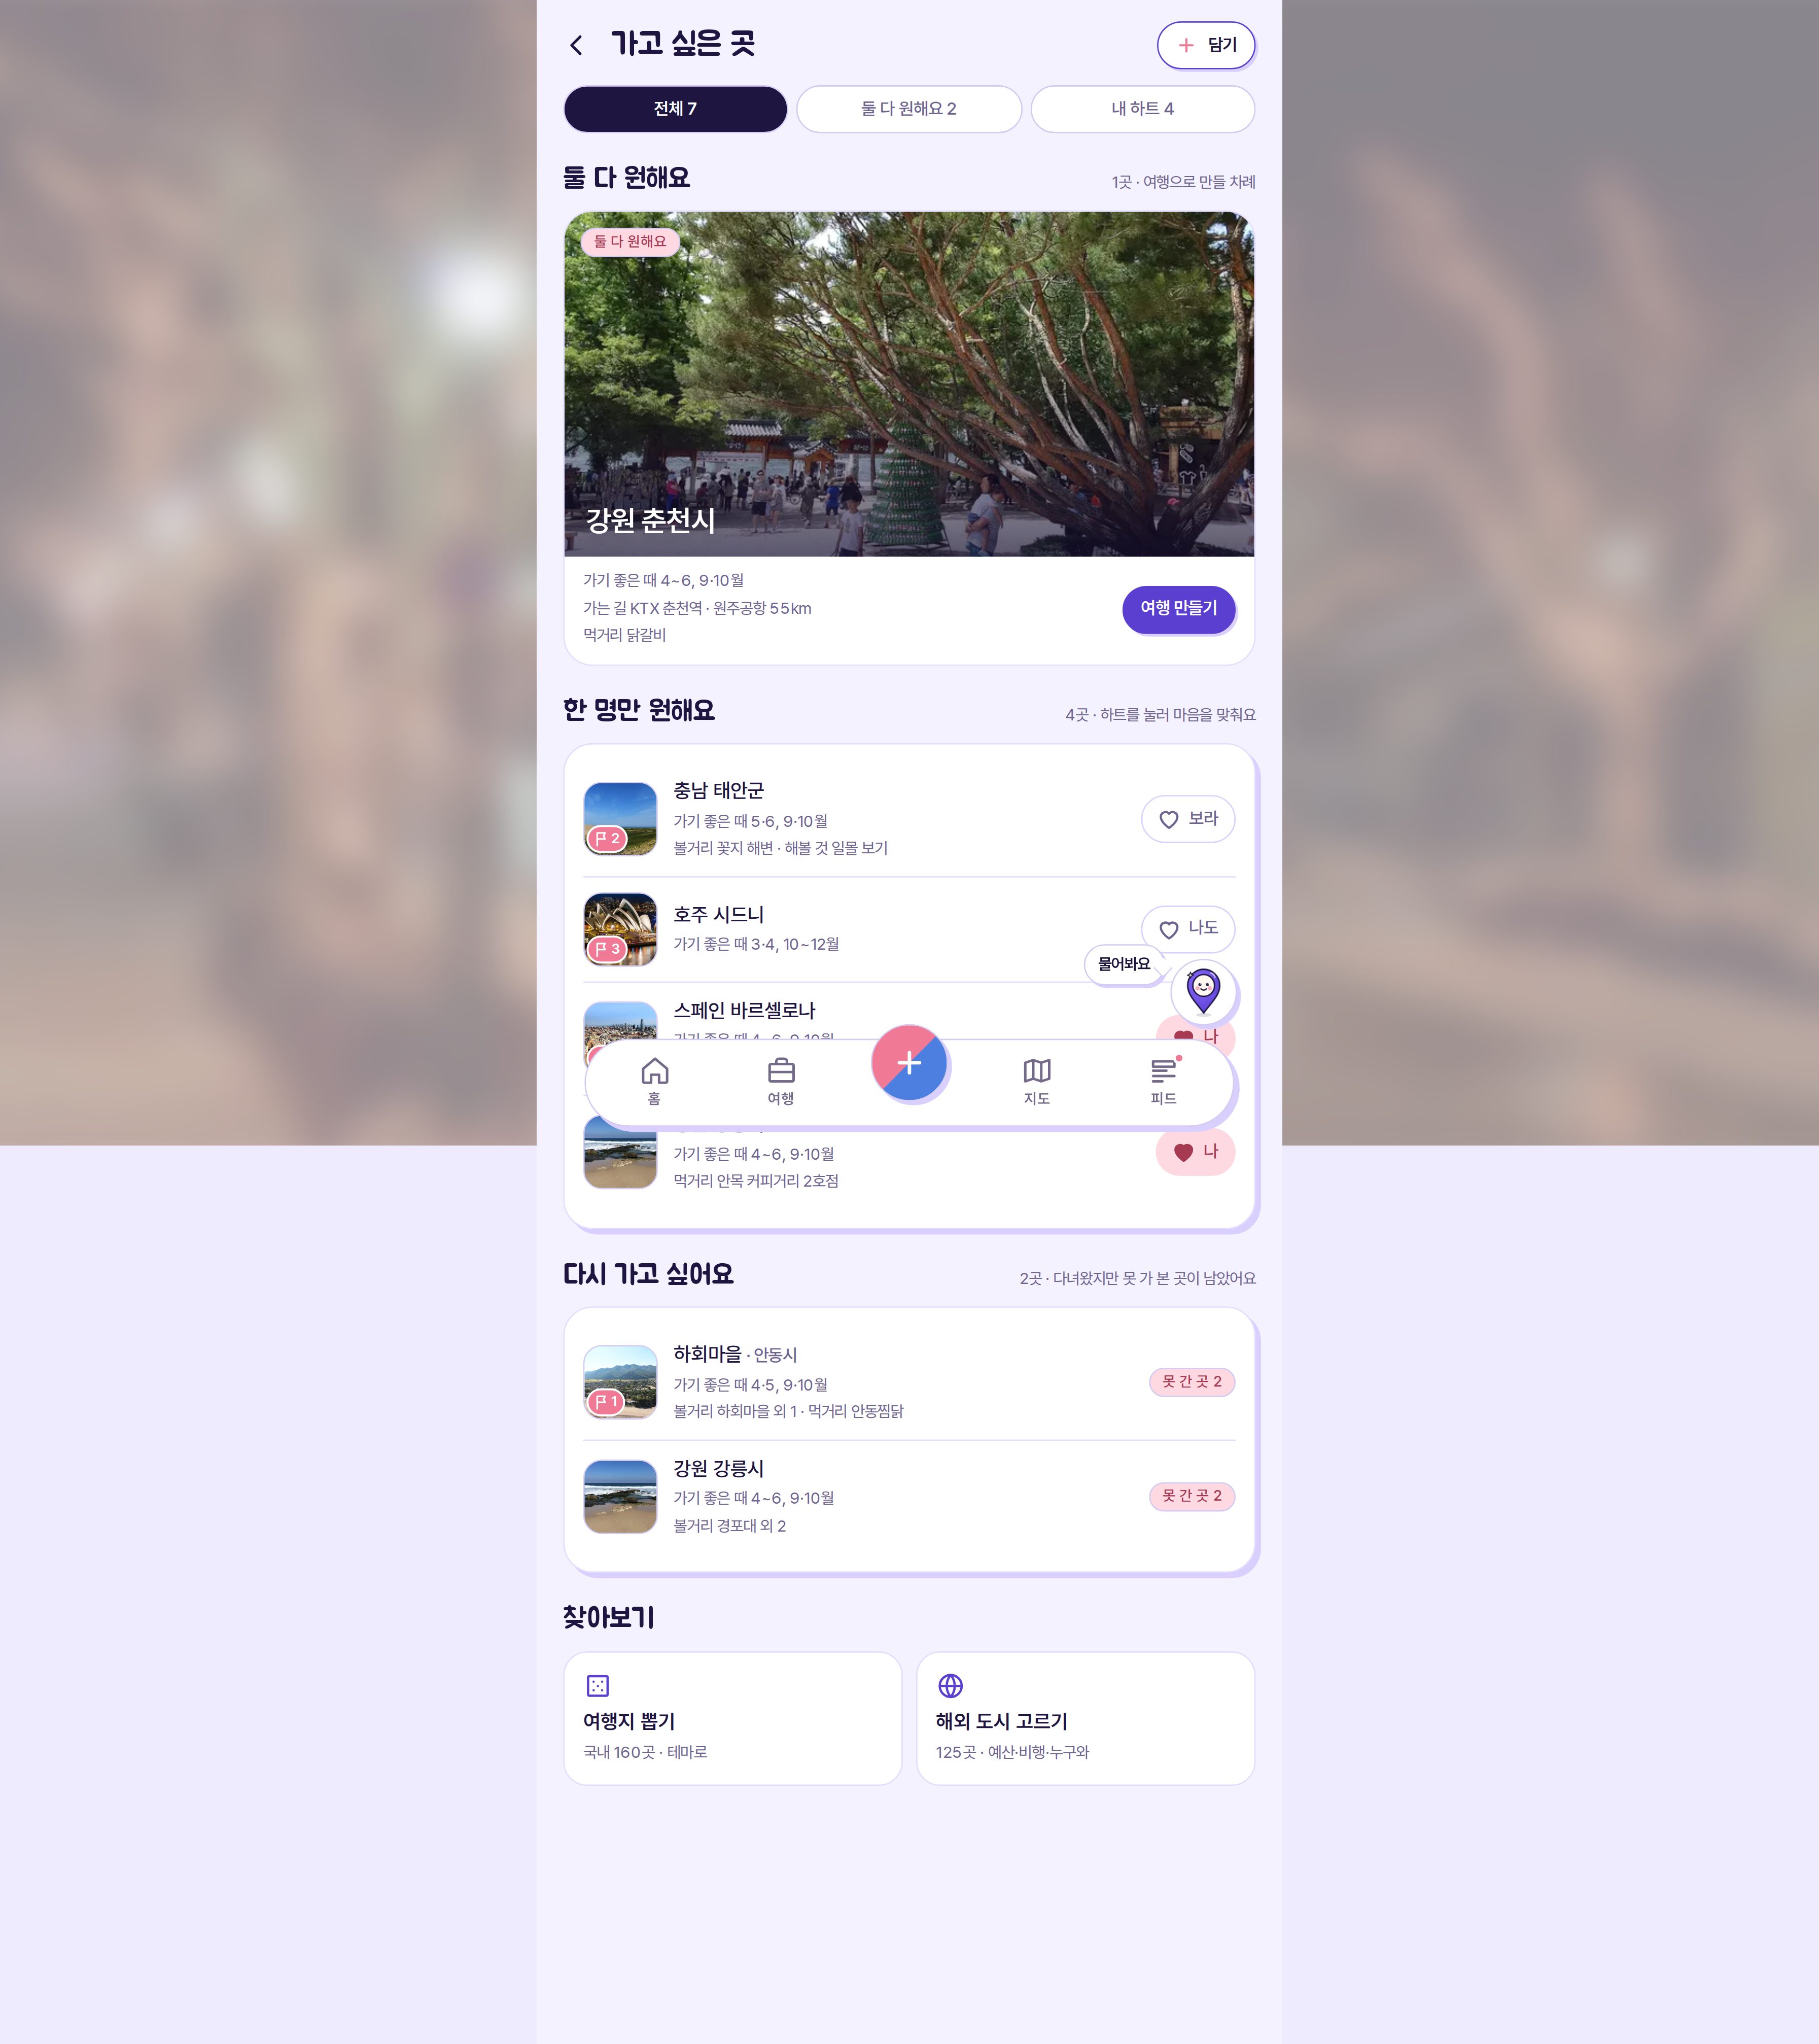 가고 싶은 곳
담기
전체 7
둘 다 원해요 2
내 하트 4
둘 다 원해요
1곳 · 여행으로 만들 차례
둘 다 원해요
강원 춘천시
가기 좋은 때 4~6, 9·10월
가는 길 KTX 춘천역 · 원주공항 55km
먹거리 닭갈비
여행 만들기
한 명만 원해요
4곳 · 하트를 눌러 마음을 맞춰요
충남 태안군
가기 좋은 때 5·6, 9·10월
볼거리 꽃지 해변 · 해볼 것 일몰 보기
2
보라
호주 시드니
가기 좋은 때 3·4, 10~12월
3
나도
물어봐요
스페인 바르셀로나
나
홈
여행
지도
피드
가기 좋은 때 4~6, 9·10월
먹거리 안목 커피거리 2호점
나
다시 가고 싶어요
2곳 · 다녀왔지만 못 가 본 곳이 남았어요
하회마을 · 안동시
가기 좋은 때 4·5, 9·10월
볼거리 하회마을 외 1 · 먹거리 안동찜닭
1
못 간 곳 2
강원 강릉시
가기 좋은 때 4~6, 9·10월
볼거리 경포대 외 2
못 간 곳 2
찾아보기
여행지 뽑기
국내 160곳 · 테마로
해외 도시 고르기
125곳 · 예산·비행·누구와